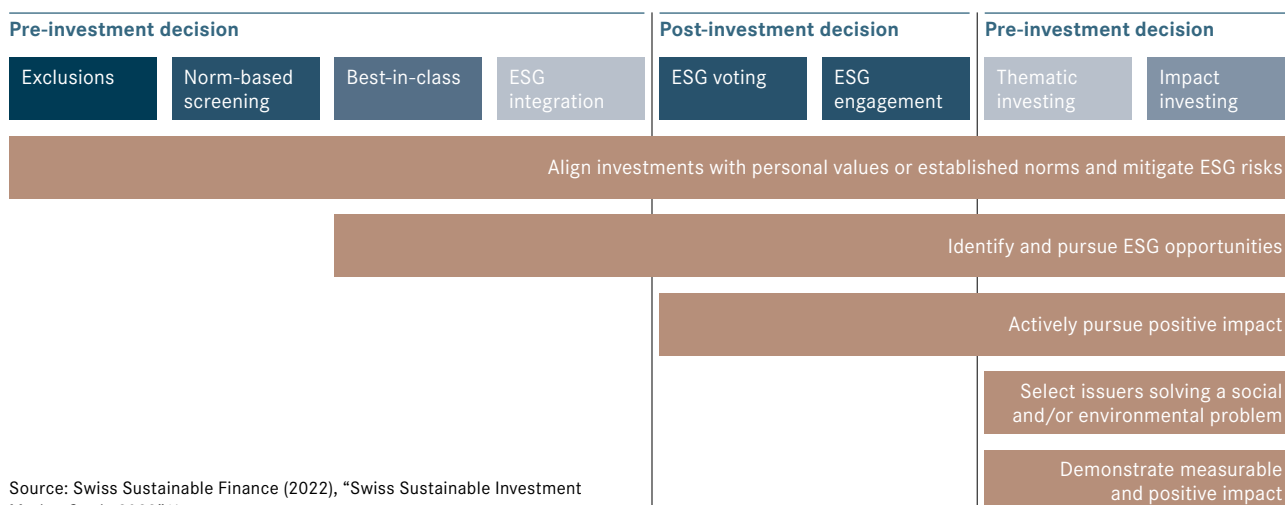 Pre-investment decision
Post-investment decision
Pre-investment decision
Exclusions
Norm-based
screening
Best-in-class
ESG
integration
ESG voting
ESG
engagement
Thematic
investing
Impact
investing
Align investments with personal values or established norms and mitigate ESG risks
Identify and pursue ESG opportunities
Actively pursue positive impact
Select issuers solving a social
and/or environmental problem
Demonstrate measurable
and positive impact
Source: Swiss Sustainable Finance (2022), “Swiss Sustainable Investment